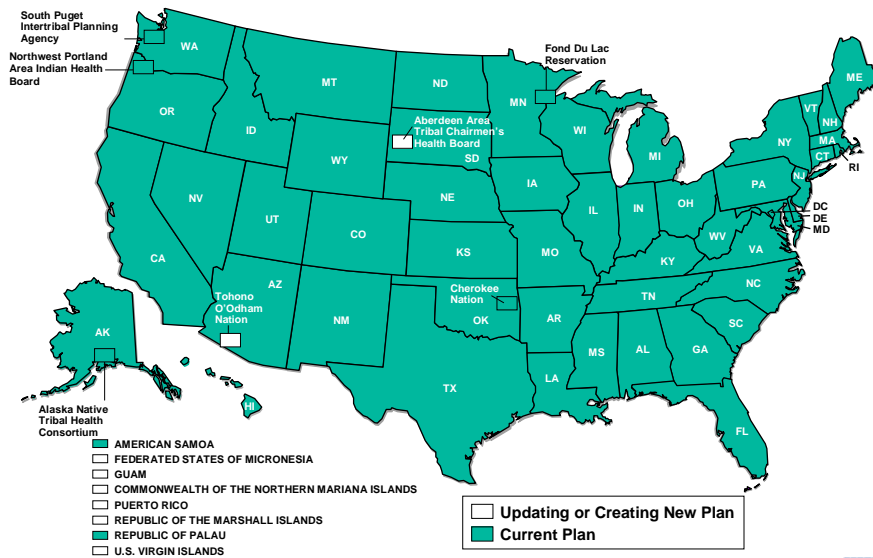 South Puget
Intertribal Planning
Agency
Northwest Portland
Area Indian Health
Board
Fond Du Lac
Reservation
WA
MT
ND
MN
ME
VT
NH
OR
ID
Aberdeen Area
Tribal Chairmen's
Health Board
SD
WI
NY
MA
CT
RI
WY
MI
NV
NE
IA
PA
NJ
UT
CO
IL
IN
OH
DC
DE
MD
CA
KS
MO
WV
VA
KY
AZ
Tohono
O'Odham
Nation
NM
Cherokee
Nation
OK
AR
TN
NC
SC
AK
MS
AL
GA
TX
LA
HI
FL
Alaska Native
Tribal Health
Consortium
AMERICAN SAMOA
FEDERATED STATES OF MICRONESIA
GUAM
COMMONWEALTH OF THE NORTHERN MARIANA ISLANDS
PUERTO RICO
REPUBLIC OF THE MARSHALL ISLANDS
REPUBLIC OF PALAU
U.S. VIRGIN ISLANDS
Updating or Creating New Plan
Current Plan